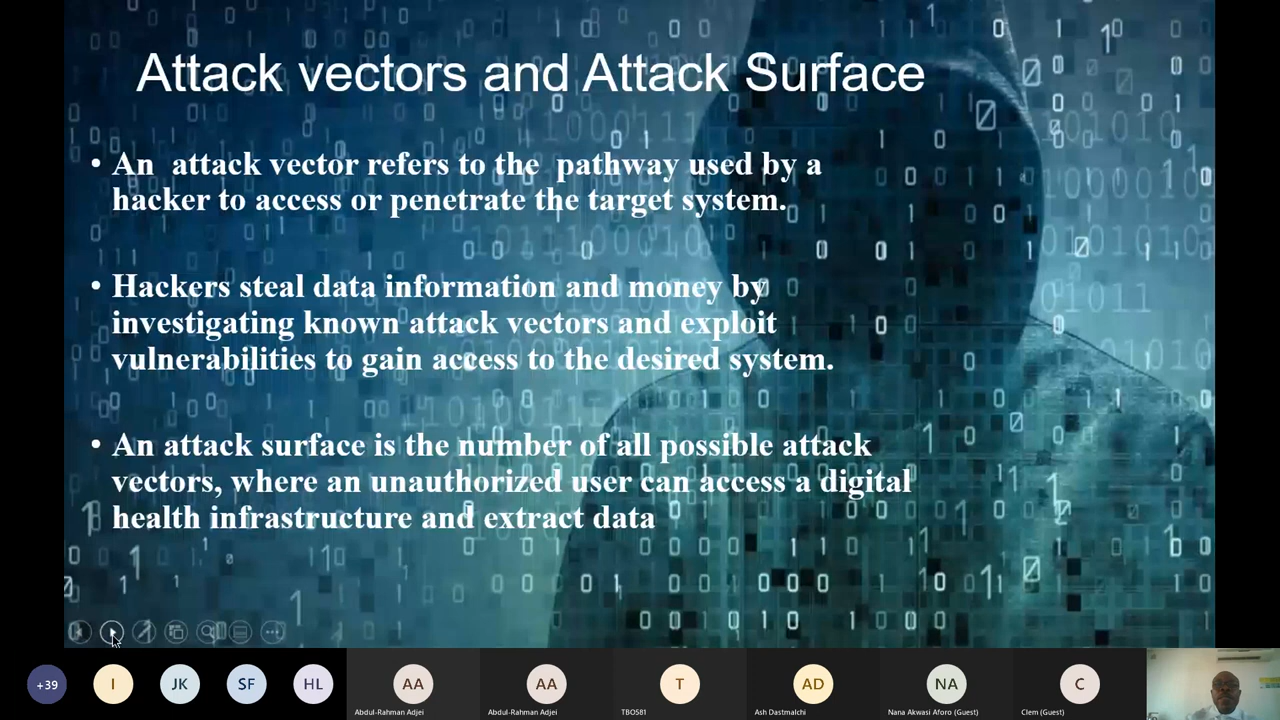 Attack vectors and Attack Surface
• An attack vector refers to the pathway used by a
hacker to access or penetrate the target system.
• Hackers steal data information and money by
investigating known attack vectors and exploit
vulnerabilities to gain access to the desired system.
• An attack surface is the number of all possible attack
vectors, where an unauthorized user can access a digital
health infrastructure and extract data
+39 I JK SF HL AA AA T AD NA C
Abdul-Rahman Adjei Abdul-Rahman Adjei TBO581 Ash Dastmalchi Nana Akwasi Aforo (Guest) Clem (Guest)